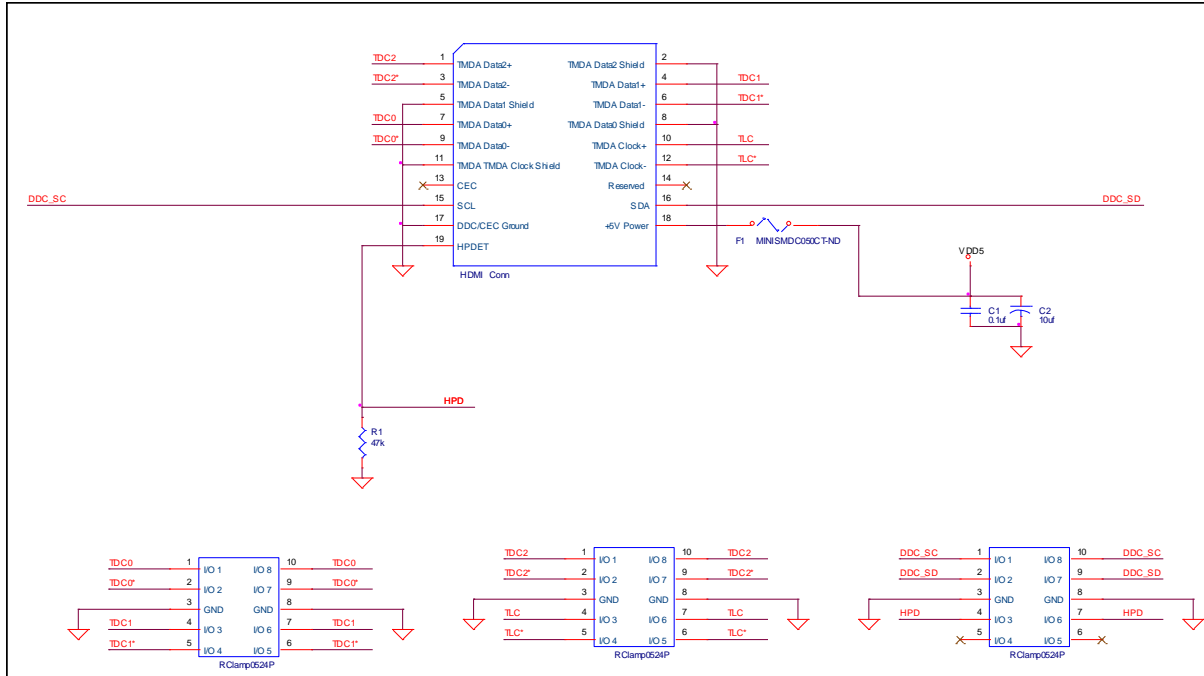 TDC2 1 TMDA Data2+ TMDA Data2 Shield 2
TDC2* 3 TMDA Data2- TMDA Data1+ 4 TDC1
5 TMDA Data1 Shield TMDA Data1- 6 TDC1*
TDC0 7 TMDA Data0+ TMDA Data0 Shield 8
TDC0* 9 TMDA Data0- TMDA Clock+ 10 TLC
11 TMDA TMDA Clock Shield TMDA Clock- 12 TLC*
13 CEC Reserved 14
DDC_SC 15 SCL SDA 16 DDC_SD
17 DDC/CEC Ground +5V Power 18
19 HPDET
F1 MINISMDC050CT-ND
HDMI Conn
VDD5
C1 C2
0.1uf 10uf
HPD
R1
47k
TDC0 1 I/O 1 I/O 8 10 TDC0
TDC0* 2 I/O 2 I/O 7 9 TDC0*
3 GND GND 8
TDC1 4 I/O 3 I/O 6 7 TDC1
TDC1* 5 I/O 4 I/O 5 6 TDC1*
RClamp0524P
TDC2 1 I/O 1 I/O 8 10 TDC2
TDC2* 2 I/O 2 I/O 7 9 TDC2*
3 GND GND 8
TLC 4 I/O 3 I/O 6 7 TLC
TLC* 5 I/O 4 I/O 5 6 TLC*
RClamp0524P
DDC_SC 1 I/O 1 I/O 8 10 DDC_SC
DDC_SD 2 I/O 2 I/O 7 9 DDC_SD
3 GND GND 8
HPD 4 I/O 3 I/O 6 7 HPD
5 I/O 4 I/O 5 6
RClamp0524P